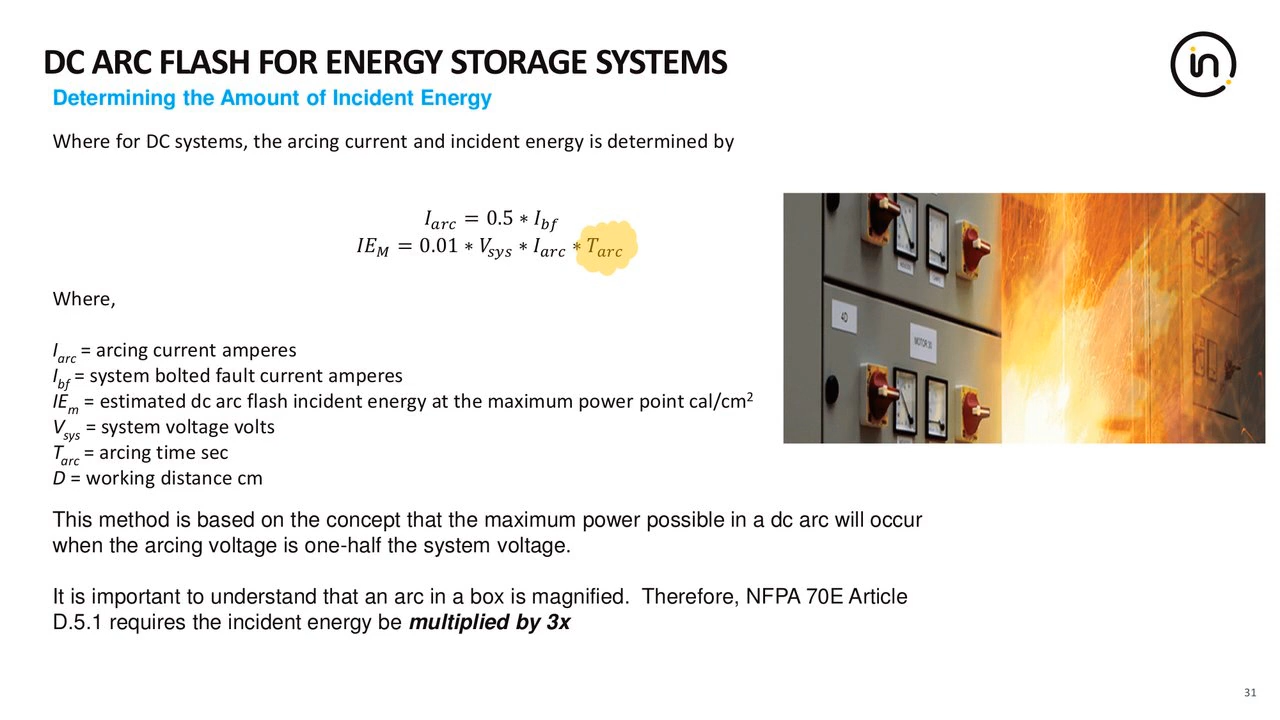 DC ARC FLASH FOR ENERGY STORAGE SYSTEMS
in
Determining the Amount of Incident Energy
Where for DC systems, the arcing current and incident energy is determined by
I_arc = 0.5 ∗ I_bf
IE_M = 0.01 ∗ V_sys ∗ I_arc ∗ T_arc
4D
MOTOR 30
Where,
I_arc = arcing current amperes
I_bf = system bolted fault current amperes
IE_m = estimated dc arc flash incident energy at the maximum power point cal/cm²
V_sys = system voltage volts
T_arc = arcing time sec
D = working distance cm
This method is based on the concept that the maximum power possible in a dc arc will occur
when the arcing voltage is one-half the system voltage.
It is important to understand that an arc in a box is magnified.  Therefore, NFPA 70E Article
D.5.1 requires the incident energy be multiplied by 3x
31